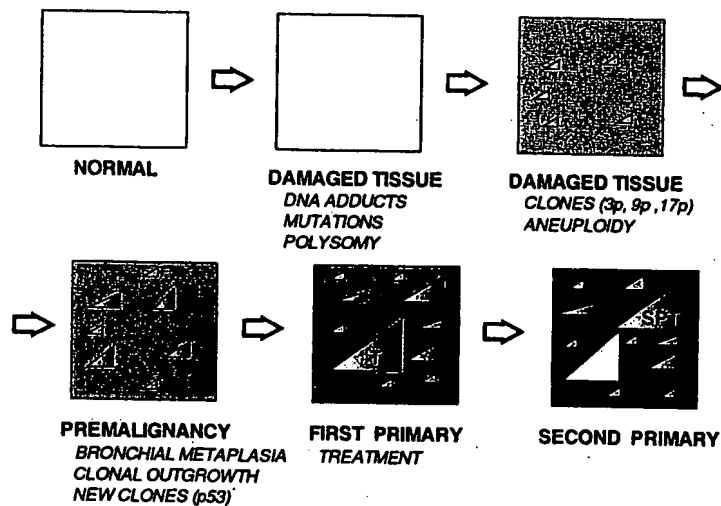 NORMAL
DAMAGED TISSUE
DNA ADDUCTS
MUTATIONS
POLYSOMY
DAMAGED TISSUE
CLONES (3p, 9p, 17p)
ANEUPLOIDY
PREMALIGNANCY
BRONCHIAL METAPLASIA
CLONAL OUTGROWTH
NEW CLONES (p53)
FIRST PRIMARY
TREATMENT
SPT
SECOND PRIMARY